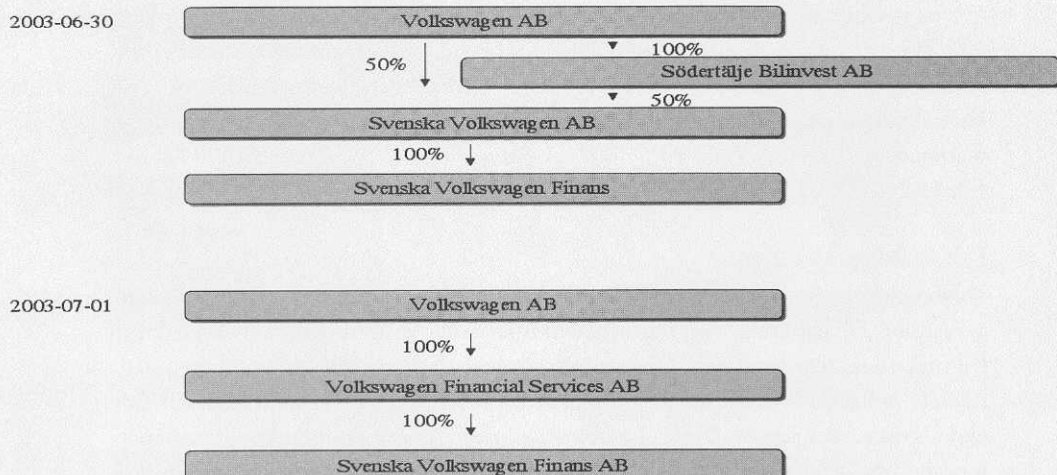 2003-06-30
Volkswagen AB
100%
50%
Södertälje Bilinvest AB
50%
Svenska Volkswagen AB
100%
Svenska Volkswagen Finans
2003-07-01
Volkswagen AB
100%
Volkswagen Financial Services AB
100%
Svenska Volkswagen Finans AB